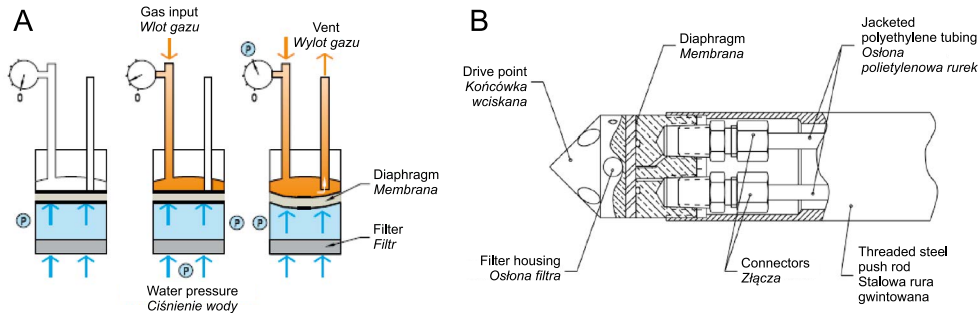 A
Gas input
Wlot gazu
Vent
Wylot gazu
P
0
0
0
Diaphragm
Membrana
P
P
P
Filter
Filtr
P
Water pressure
Ciśnienie wody
B
Diaphragm
Membrana
Jacketed
polyethylene tubing
Osłona
polietylenowa rurek
Drive point
Końcówka
wciskana
Filter housing
Osłona filtra
Connectors
Złącza
Threaded steel
push rod
Stalowa rura
gwintowana